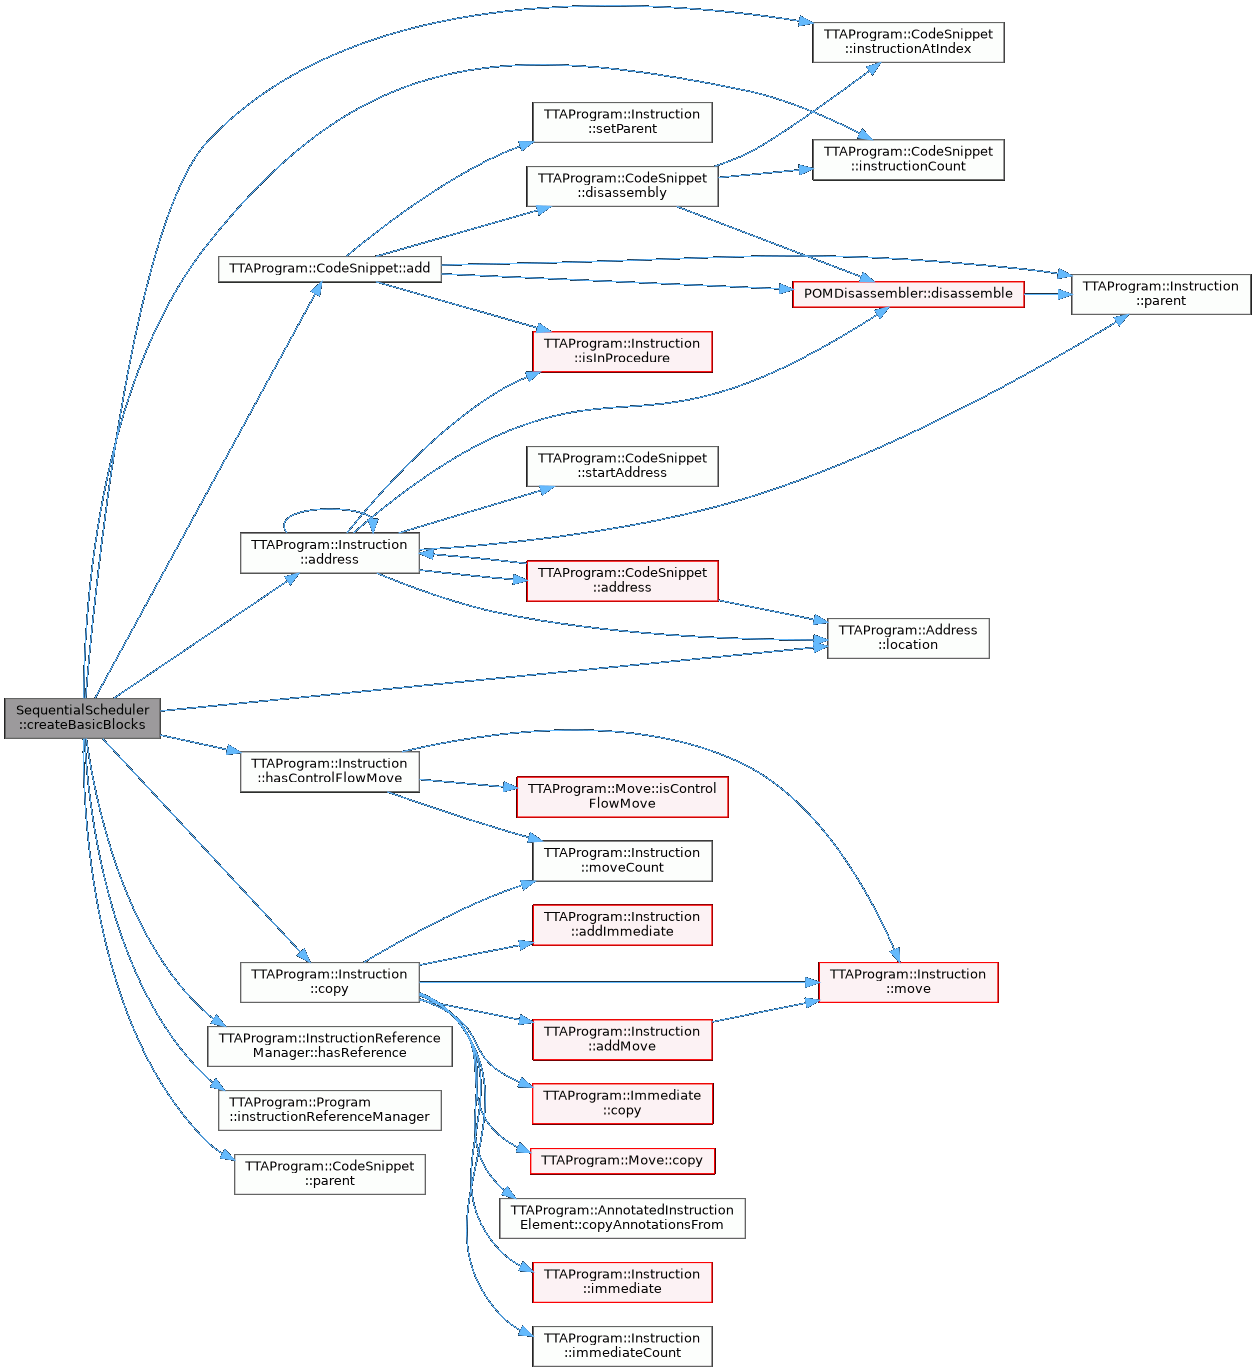 TTAProgram::CodeSnippet
::instructionAtIndex
TTAProgram::Instruction
::setParent
TTAProgram::CodeSnippet
::instructionCount
TTAProgram::CodeSnippet
::disassembly
TTAProgram::CodeSnippet::add
POMDisassembler::disassemble
TTAProgram::Instruction
::parent
TTAProgram::Instruction
::isInProcedure
TTAProgram::CodeSnippet
::startAddress
TTAProgram::Instruction
::address
TTAProgram::CodeSnippet
::address
TTAProgram::Address
::location
SequentialScheduler
::createBasicBlocks
TTAProgram::Instruction
::hasControlFlowMove
TTAProgram::Move::isControl
FlowMove
TTAProgram::Instruction
::moveCount
TTAProgram::Instruction
::addImmediate
TTAProgram::Instruction
::copy
TTAProgram::Instruction
::move
TTAProgram::InstructionReference
Manager::hasReference
TTAProgram::Instruction
::addMove
TTAProgram::Program
::instructionReferenceManager
TTAProgram::Immediate
::copy
TTAProgram::CodeSnippet
::parent
TTAProgram::Move::copy
TTAProgram::AnnotatedInstruction
Element::copyAnnotationsFrom
TTAProgram::Instruction
::immediate
TTAProgram::Instruction
::immediateCount